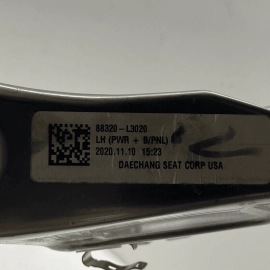 88320-L3020
LH (PWR + B/PNL)
2020.11.10 15:23
DAECHANG SEAT CORP USA